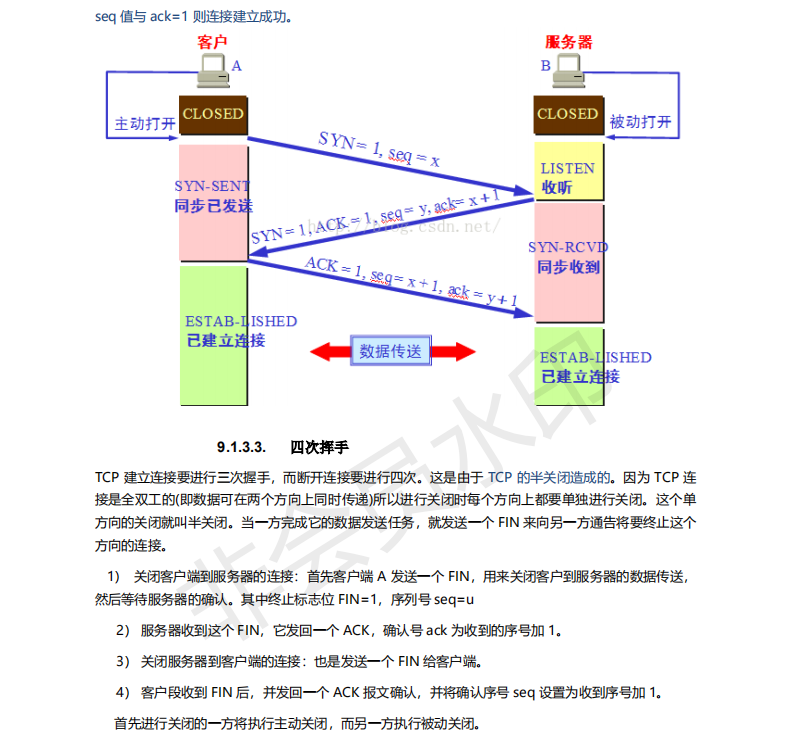 seq 值与 ack=1 则连接建立成功。
客户
服务器
A
B
CLOSED
CLOSED
主动打开
被动打开
SYN= 1, seq = x
LISTEN
收听
SYN-SENT
同步已发送
SYN= 1, ACK = 1, seq = y, ack= x + 1
http://blog.csdn.net/
SYN-RCVD
同步收到
ACK = 1, seq= x + 1, ack = y + 1
ESTAB-LISHED
已建立连接
数据传送
ESTAB-LISHED
已建立连接
9.1.3.3. 四次挥手
TCP 建立连接要进行三次握手，而断开连接要进行四次。这是由于 TCP 的半关闭造成的。因为 TCP 连
接是全双工的(即数据可在两个方向上同时传递)所以进行关闭时每个方向上都要单独进行关闭。这个单
方向的关闭就叫半关闭。当一方完成它的数据发送任务，就发送一个 FIN 来向另一方通告将要终止这个
方向的连接。
1） 关闭客户端到服务器的连接：首先客户端 A 发送一个 FIN，用来关闭客户到服务器的数据传送，
然后等待服务器的确认。其中终止标志位 FIN=1，序列号 seq=u
2） 服务器收到这个 FIN，它发回一个 ACK，确认号 ack 为收到的序号加 1。
3） 关闭服务器到客户端的连接：也是发送一个 FIN 给客户端。
4） 客户段收到 FIN 后，并发回一个 ACK 报文确认，并将确认序号 seq 设置为收到序号加 1。
首先进行关闭的一方将执行主动关闭，而另一方执行被动关闭。
非会员水印